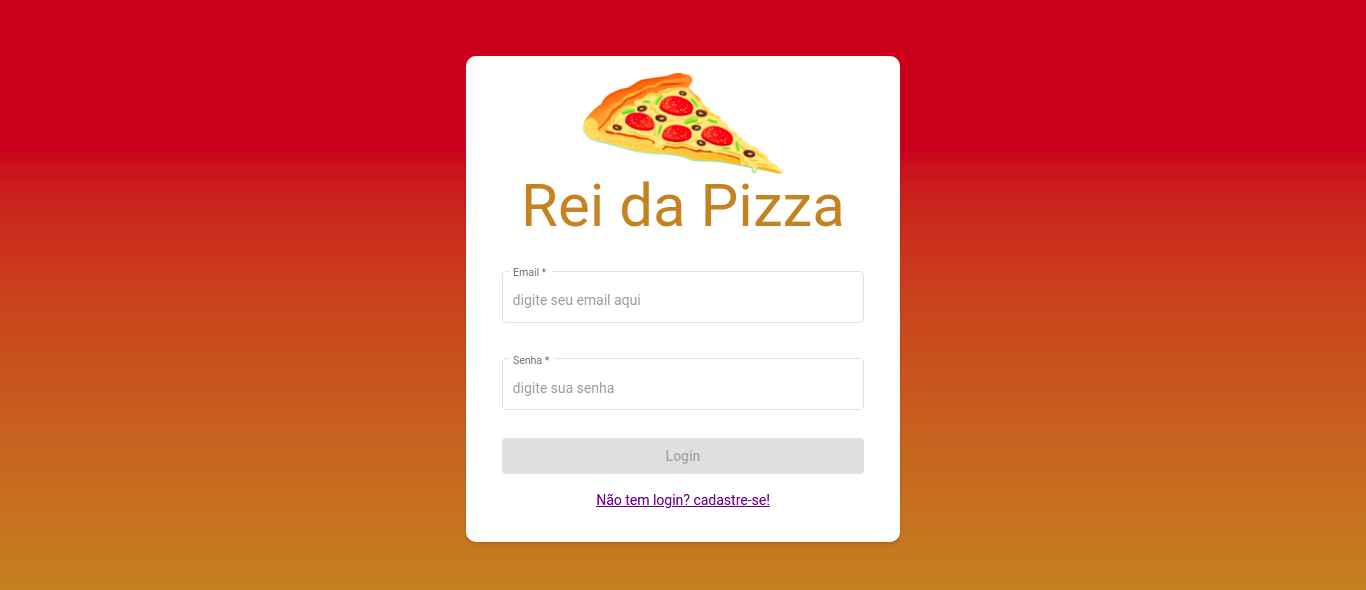 Rei da Pizza
Email *
digite seu email aqui
Senha *
digite sua senha
Login
Não tem login? cadastre-se!